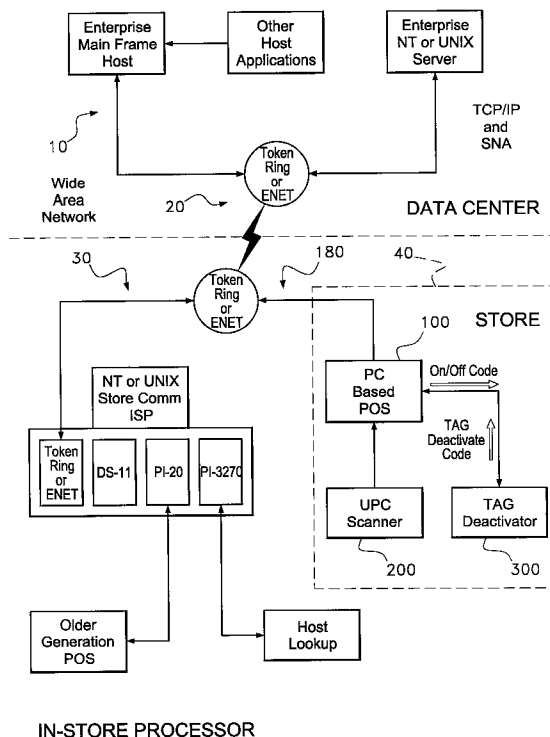 Enterprise
Main Frame
Host
Other
Host
Applications
Enterprise
NT or UNIX
Server
10
Wide
Area
Network
20
Token
Ring
or
ENET
TCP/IP
and
SNA
DATA CENTER
30
Token
Ring
or
ENET
180
40
STORE
100
PC
Based
POS
On/Off Code
TAG
Deactivate
Code
UPC
Scanner
200
TAG
Deactivator
300
NT or UNIX
Store Comm
ISP
Token
Ring
or
ENET
DS-11
PI-20
PI-3270
Older
Generation
POS
Host
Lookup
IN-STORE PROCESSOR